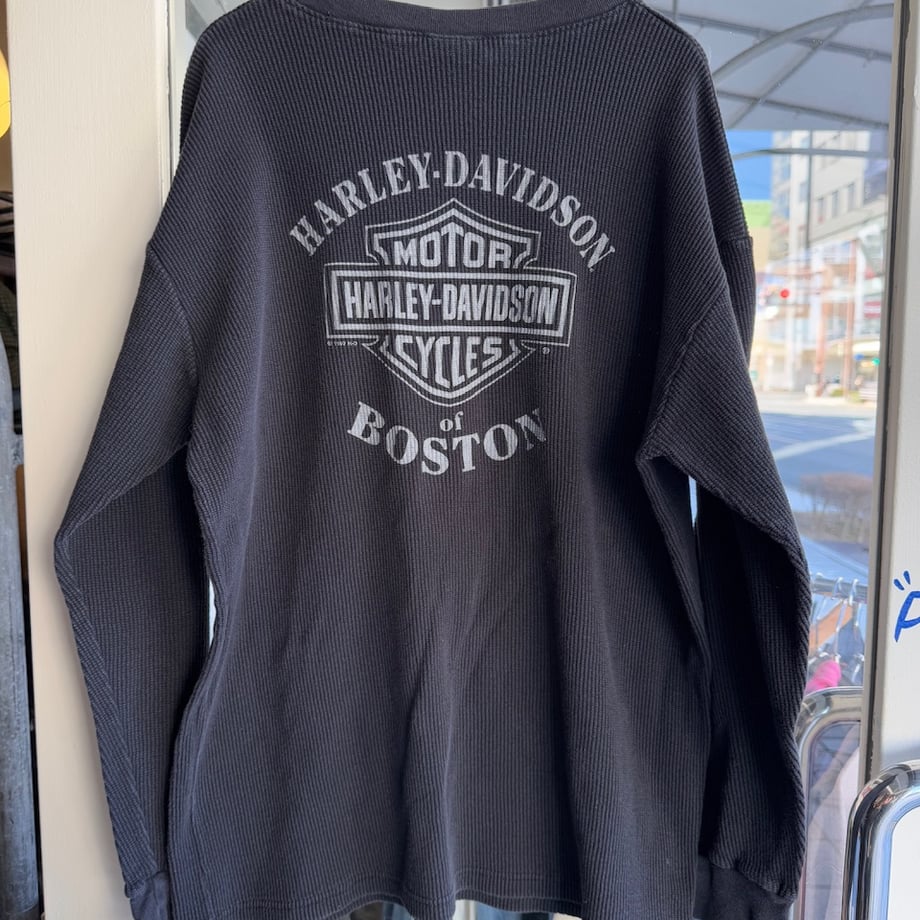 HARLEY-DAVIDSON
MOTOR
HARLEY-DAVIDSON
CYCLES
®
of
BOSTON